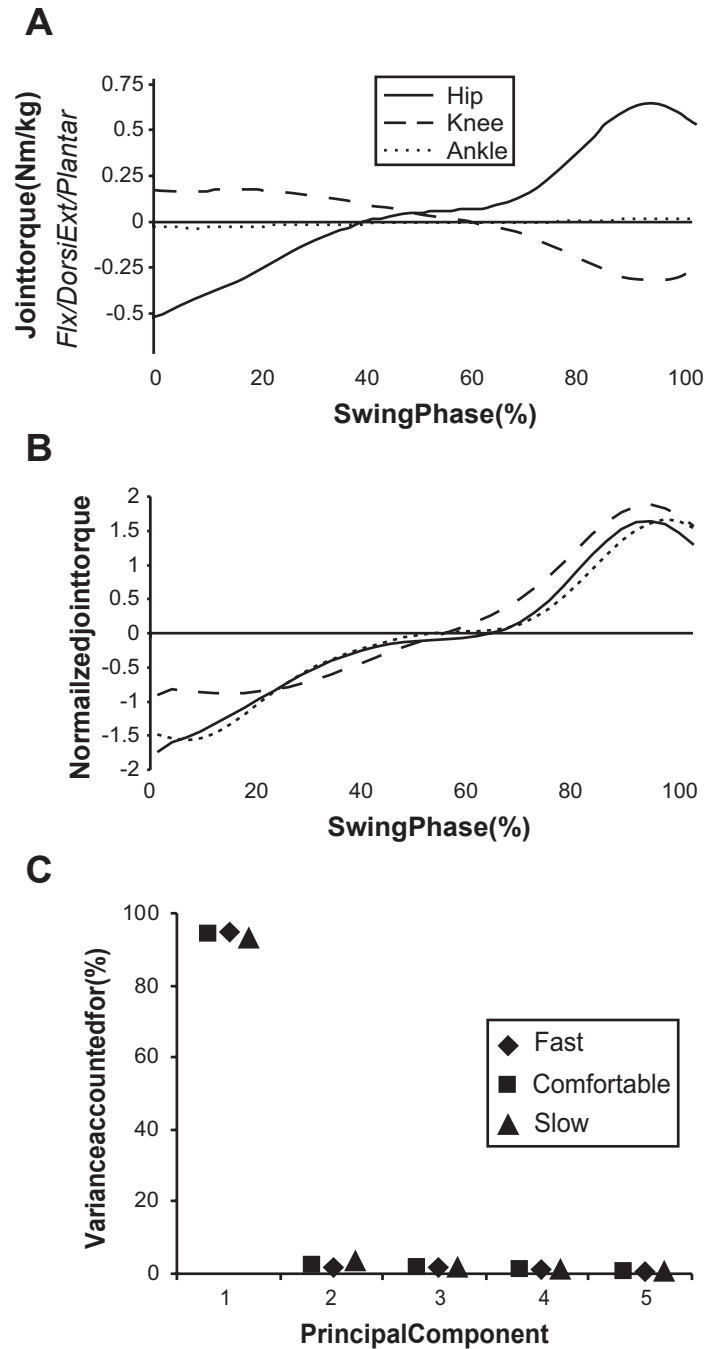 A
Jointtorque(Nm/kg)
Flx/DorsiExt/Plantar
0.75
0.5
0.25
0
-0.25
-0.5
Hip
Knee
Ankle
0 20 40 60 80 100
SwingPhase(%)
B
Normailzedjointtorque
2
1.5
1
0.5
0
-0.5
-1
-1.5
-2
0 20 40 60 80 100
SwingPhase(%)
C
Varianceaccountedfor(%)
100
80
60
40
20
0
Fast
Comfortable
Slow
1 2 3 4 5
PrincipalComponent